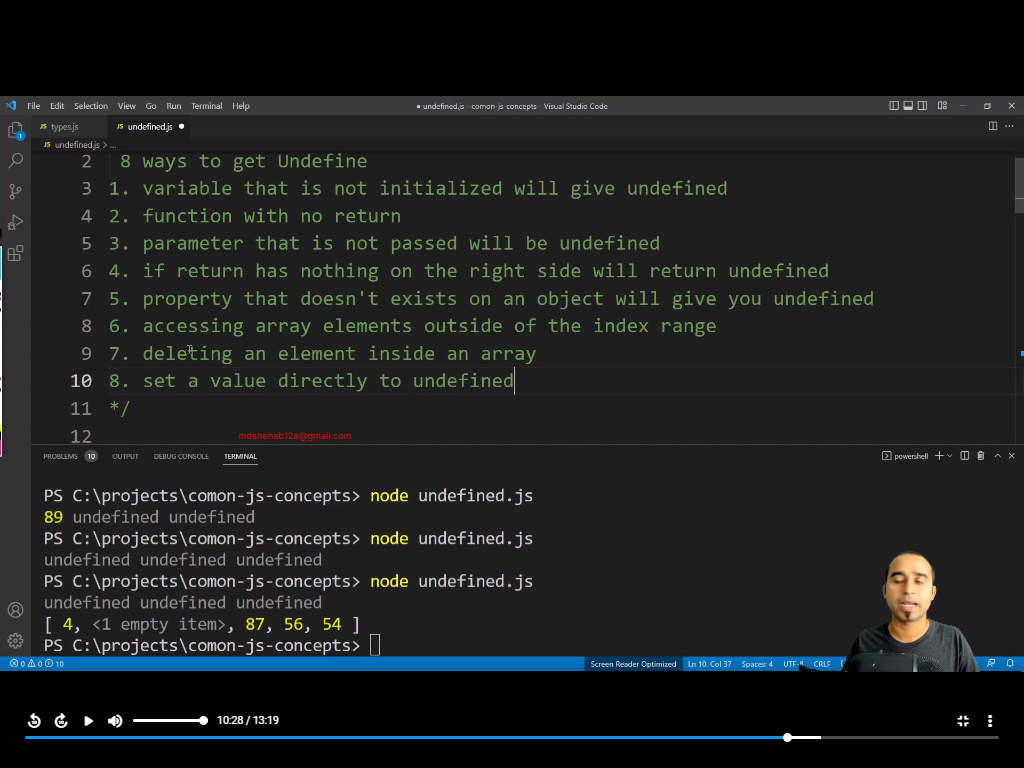 File Edit Selection View Go Run Terminal Help
● undefined.js - comon-js-concepts - Visual Studio Code
JS types.js JS undefined.js ●
JS undefined.js > ...
1
2 8 ways to get Undefine
3 1. variable that is not initialized will give undefined
4 2. function with no return
5 3. parameter that is not passed will be undefined
6 4. if return has nothing on the right side will return undefined
7 5. property that doesn't exists on an object will give you undefined
8 6. accessing array elements outside of the index range
9 7. deleting an element inside an array
10 8. set a value directly to undefined
11 */
12
mdshehab12a@gmail.com
PROBLEMS 10 OUTPUT DEBUG CONSOLE TERMINAL
powershell
PS C:\projects\comon-js-concepts> node undefined.js
89 undefined undefined
PS C:\projects\comon-js-concepts> node undefined.js
undefined undefined undefined
PS C:\projects\comon-js-concepts> node undefined.js
undefined undefined undefined
[ 4, <1 empty item>, 87, 56, 54 ]
PS C:\projects\comon-js-concepts>
0 0 10
Screen Reader Optimized Ln 10, Col 37 Spaces: 4 UTF-8 CRLF
10:28 / 13:19